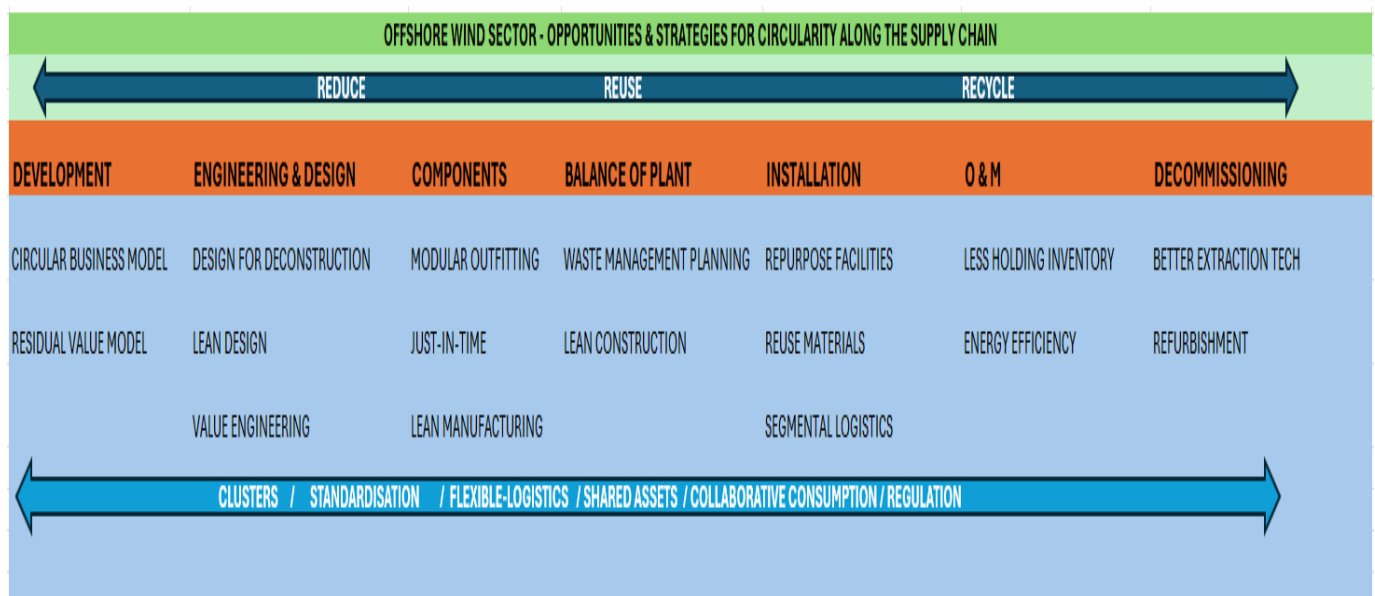 OFFSHORE WIND SECTOR - OPPORTUNITIES & STRATEGIES FOR CIRCULARITY ALONG THE SUPPLY CHAIN
REDUCE REUSE RECYCLE
DEVELOPMENT ENGINEERING & DESIGN COMPONENTS BALANCE OF PLANT INSTALLATION O & M DECOMMISSIONING
CIRCULAR BUSINESS MODEL DESIGN FOR DECONSTRUCTION MODULAR OUTFITTING WASTE MANAGEMENT PLANNING REPURPOSE FACILITIES LESS HOLDING INVENTORY BETTER EXTRACTION TECH
RESIDUAL VALUE MODEL LEAN DESIGN JUST-IN-TIME LEAN CONSTRUCTION REUSE MATERIALS ENERGY EFFICIENCY REFURBISHMENT
VALUE ENGINEERING LEAN MANUFACTURING SEGMENTAL LOGISTICS
CLUSTERS / STANDARDISATION / FLEXIBLE-LOGISTICS / SHARED ASSETS / COLLABORATIVE CONSUMPTION / REGULATION